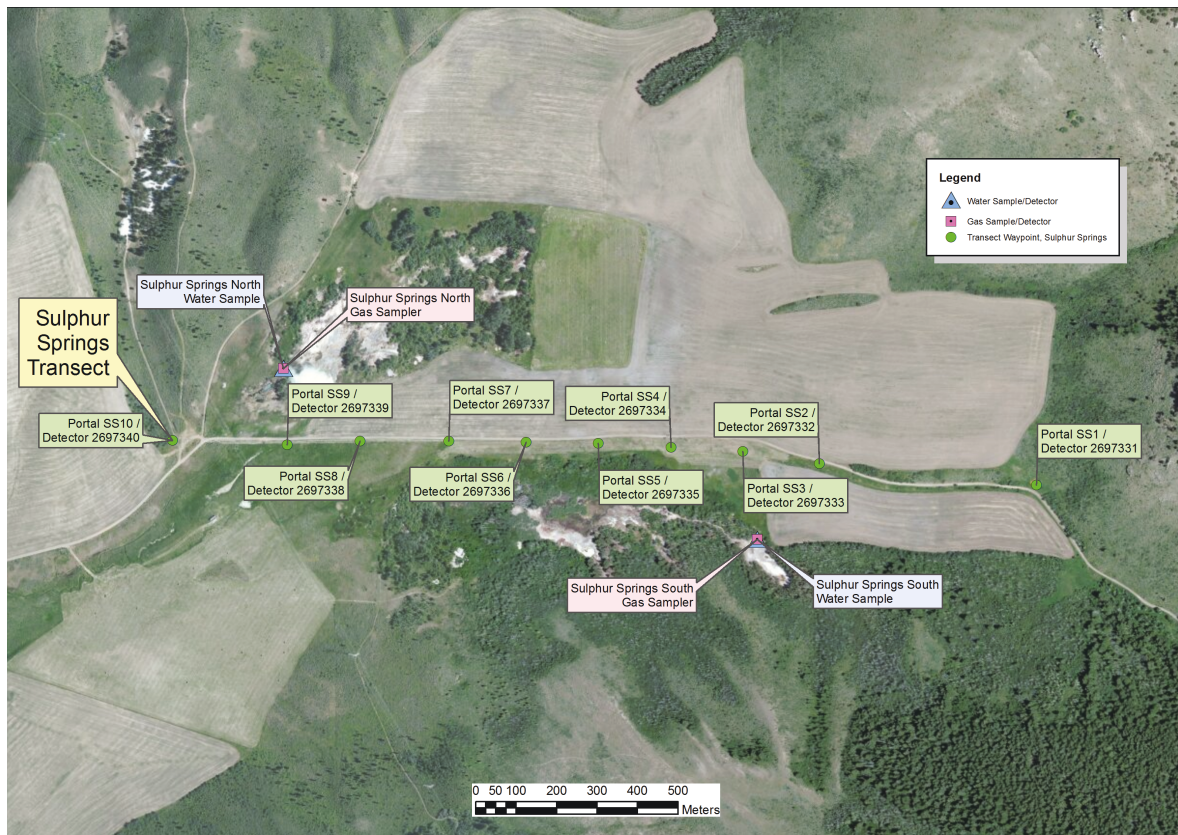 Legend
Water Sample/Detector
Gas Sample/Detector
Transect Waypoint, Sulphur Springs
Sulphur Springs North
Water Sample
Sulphur Springs North
Gas Sampler
Sulphur
Springs
Transect
Portal SS10 /
Detector 2697340
Portal SS9 /
Detector 2697339
Portal SS8 /
Detector 2697338
Portal SS7 /
Detector 2697337
Portal SS6 /
Detector 2697336
Portal SS5 /
Detector 2697335
Portal SS4 /
Detector 2697334
Portal SS3 /
Detector 2697333
Portal SS2 /
Detector 2697332
Portal SS1 /
Detector 2697331
Sulphur Springs South
Gas Sampler
Sulphur Springs South
Water Sample
0 50 100 200 300 400 500
Meters